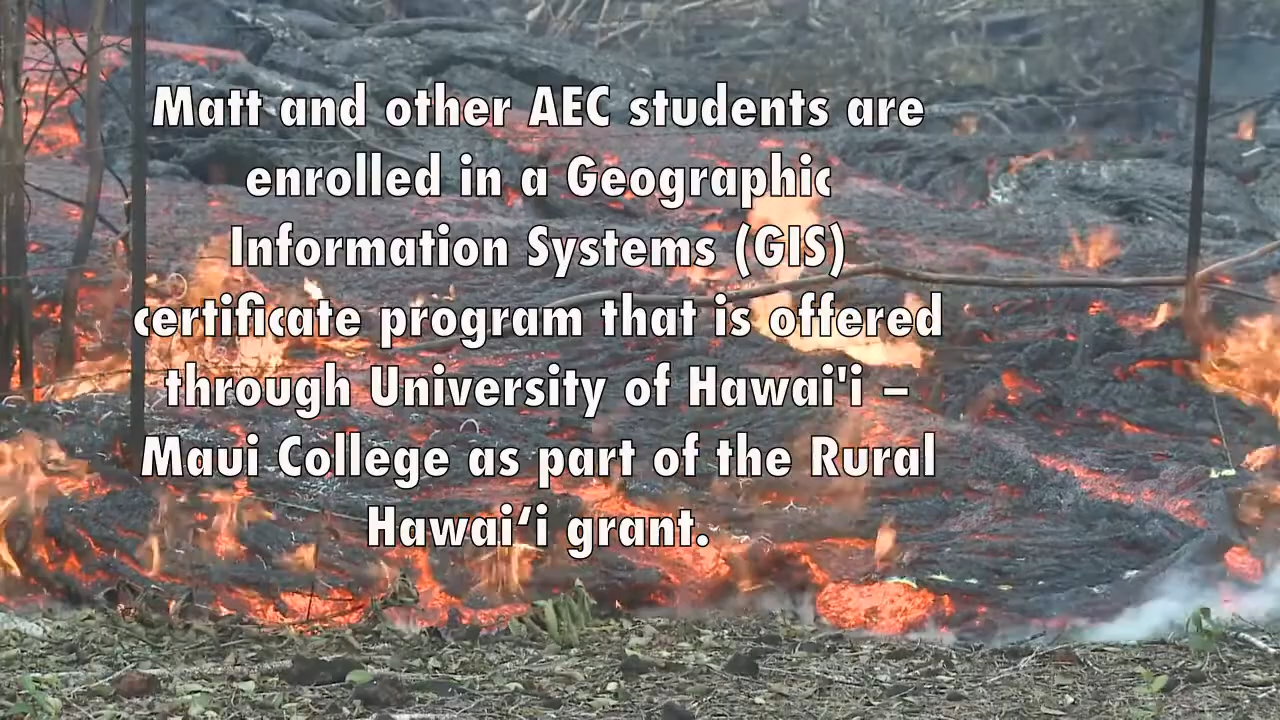 Matt and other AEC students are
enrolled in a Geographic
Information Systems (GIS)
certificate program that is offered
through University of Hawai'i –
Maui College as part of the Rural
Hawai‘i grant.